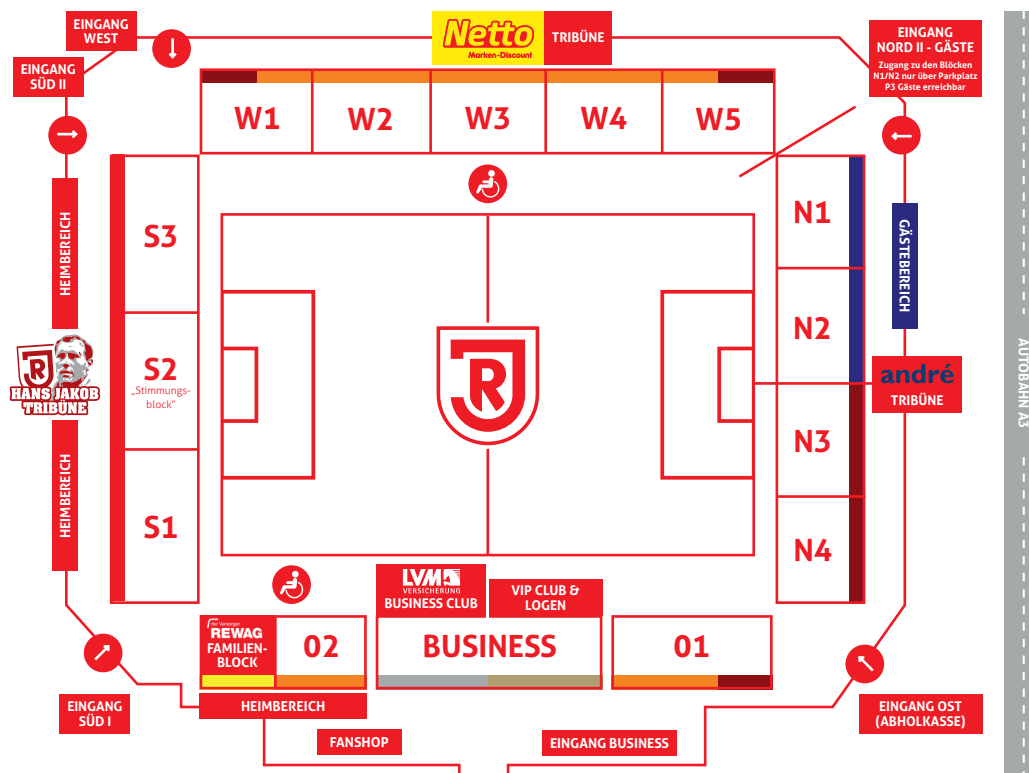 EINGANG
WEST
Netto
Marken-Discount
TRIBÜNE
EINGANG
NORD II - GÄSTE
Zugang zu den Blöcken
N1/N2 nur über Parkplatz
P3 Gäste erreichbar
EINGANG
SÜD II
W1
W2
W3
W4
W5
HEIMBEREICH
S3
N1
GÄSTEBEREICH
N2
AUTOBAHN A3
R
HANS JAKOB
TRIBÜNE
S2
„Stimmungs-
block“
R
andré
TRIBÜNE
HEIMBEREICH
S1
N3
N4
LVM
VERSICHERUNG
BUSINESS CLUB
VIP CLUB &
LOGEN
der Versorger
REWAG
FAMILIEN-
BLOCK
02
BUSINESS
01
EINGANG
SÜD I
HEIMBEREICH
EINGANG OST
(ABHOLKASSE)
FANSHOP
EINGANG BUSINESS